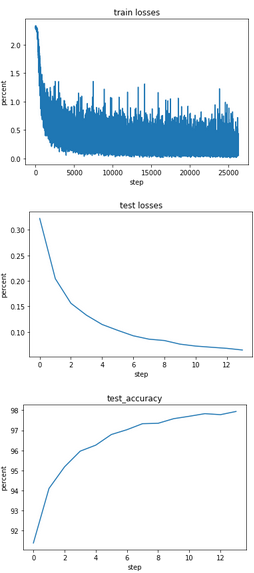 train losses
2.0
1.5
1.0
0.5
0.0
percent
0 5000 10000 15000 20000 25000
step
test losses
0.30
0.25
0.20
0.15
0.10
percent
0 2 4 6 8 10 12
step
test_accuracy
98
97
96
95
94
93
92
percent
0 2 4 6 8 10 12
step